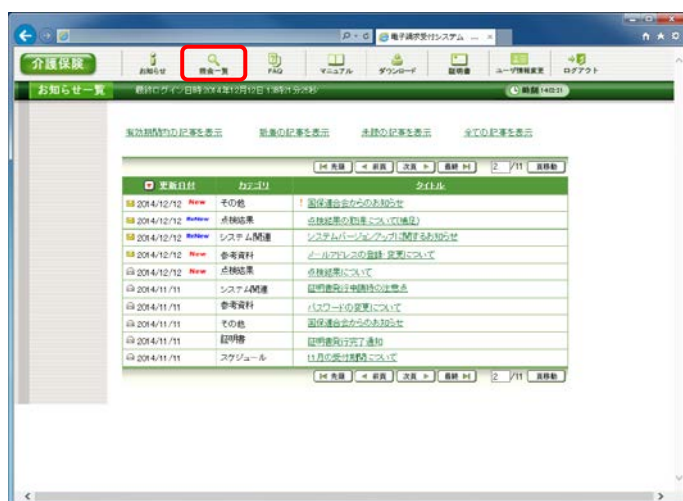 電子請求受付システム ...
介護保険
お知らせ 照会一覧 FAQ マニュアル ダウンロード 証明書 ユーザ情報変更 ログアウト
お知らせ一覧 最終ログイン日時:2014年12月12日 13時21分25秒
有効期間内の記事を表示 新着の記事を表示 未読の記事を表示 全ての記事を表示
先頭 前頁 次頁 最終 2 /11 頁移動
更新日付 カテゴリ タイトル
2014/12/12 New その他 ! 国保連合会からのお知らせ
2014/12/12 ReNew 点検結果 点検結果の見方について(補足)
2014/12/12 ReNew システム関連 システムバージョンアップに関するお知らせ
2014/12/12 New 参考資料 メールアドレスの登録・変更について
2014/12/12 New 点検結果 点検結果について
2014/11/11 システム関連 証明書発行申請時の注意点
2014/11/11 参考資料 パスワードの変更について
2014/11/11 その他 国保連合会からのお知らせ
2014/11/11 証明書 証明書発行完了通知
2014/11/11 スケジュール 11月の受付期間について
先頭 前頁 次頁 最終 2 /11 頁移動